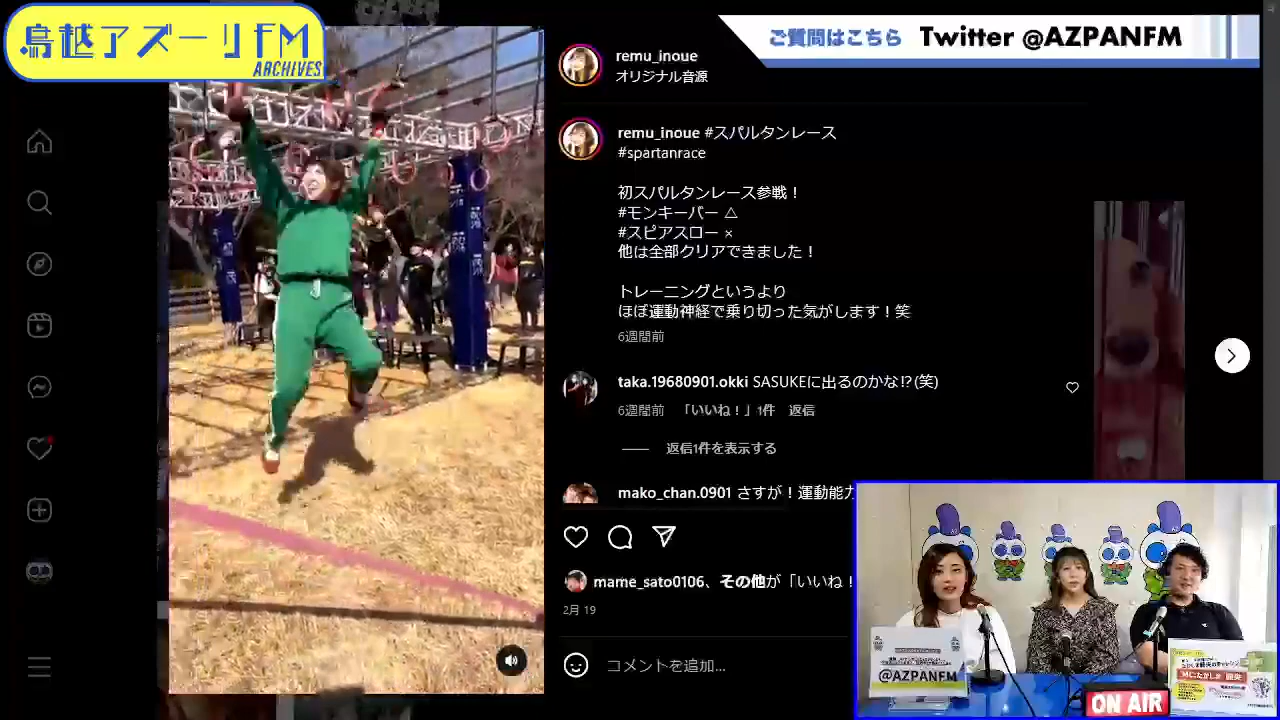 鳥越アズーリFM
ARCHIVES
ご質問はこちら Twitter @AZPANFM
remu_inoue
オリジナル音源
remu_inoue #スパルタンレース
#spartanrace
初スパルタンレース参戦！
#モンキーバー △
#スピアスロー ×
他は全部クリアできました！
トレーニングというより
ほぼ運動神経で乗り切った気がします！笑
6週間前
taka.19680901.okki SASUKEに出るのかな⁉(笑)
6週間前 「いいね！」1件 返信
返信1件を表示する
mako_chan.0901 さすが！運動能力
mame_sato0106、その他が「いいね！
2月 19
コメントを追加...
@AZPANFM
ON AIR